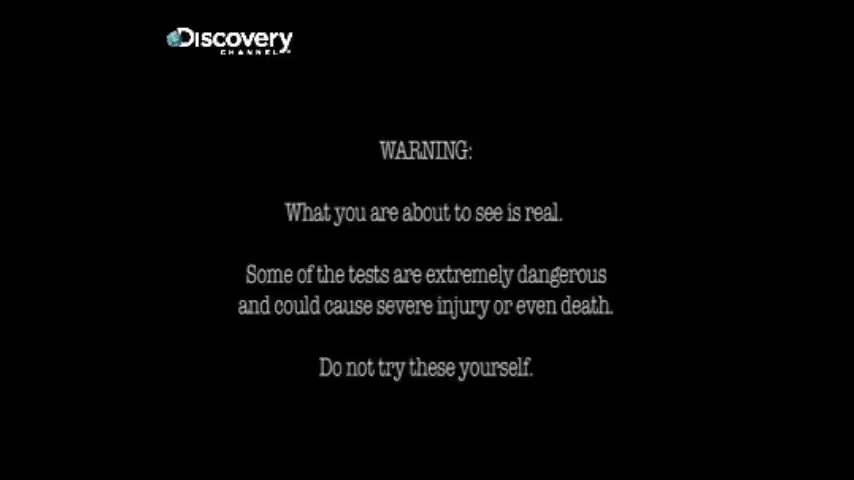 Discovery
CHANNEL
WARNING:
What you are about to see is real.
Some of the tests are extremely dangerous
and could cause severe injury or even death.
Do not try these yourself.